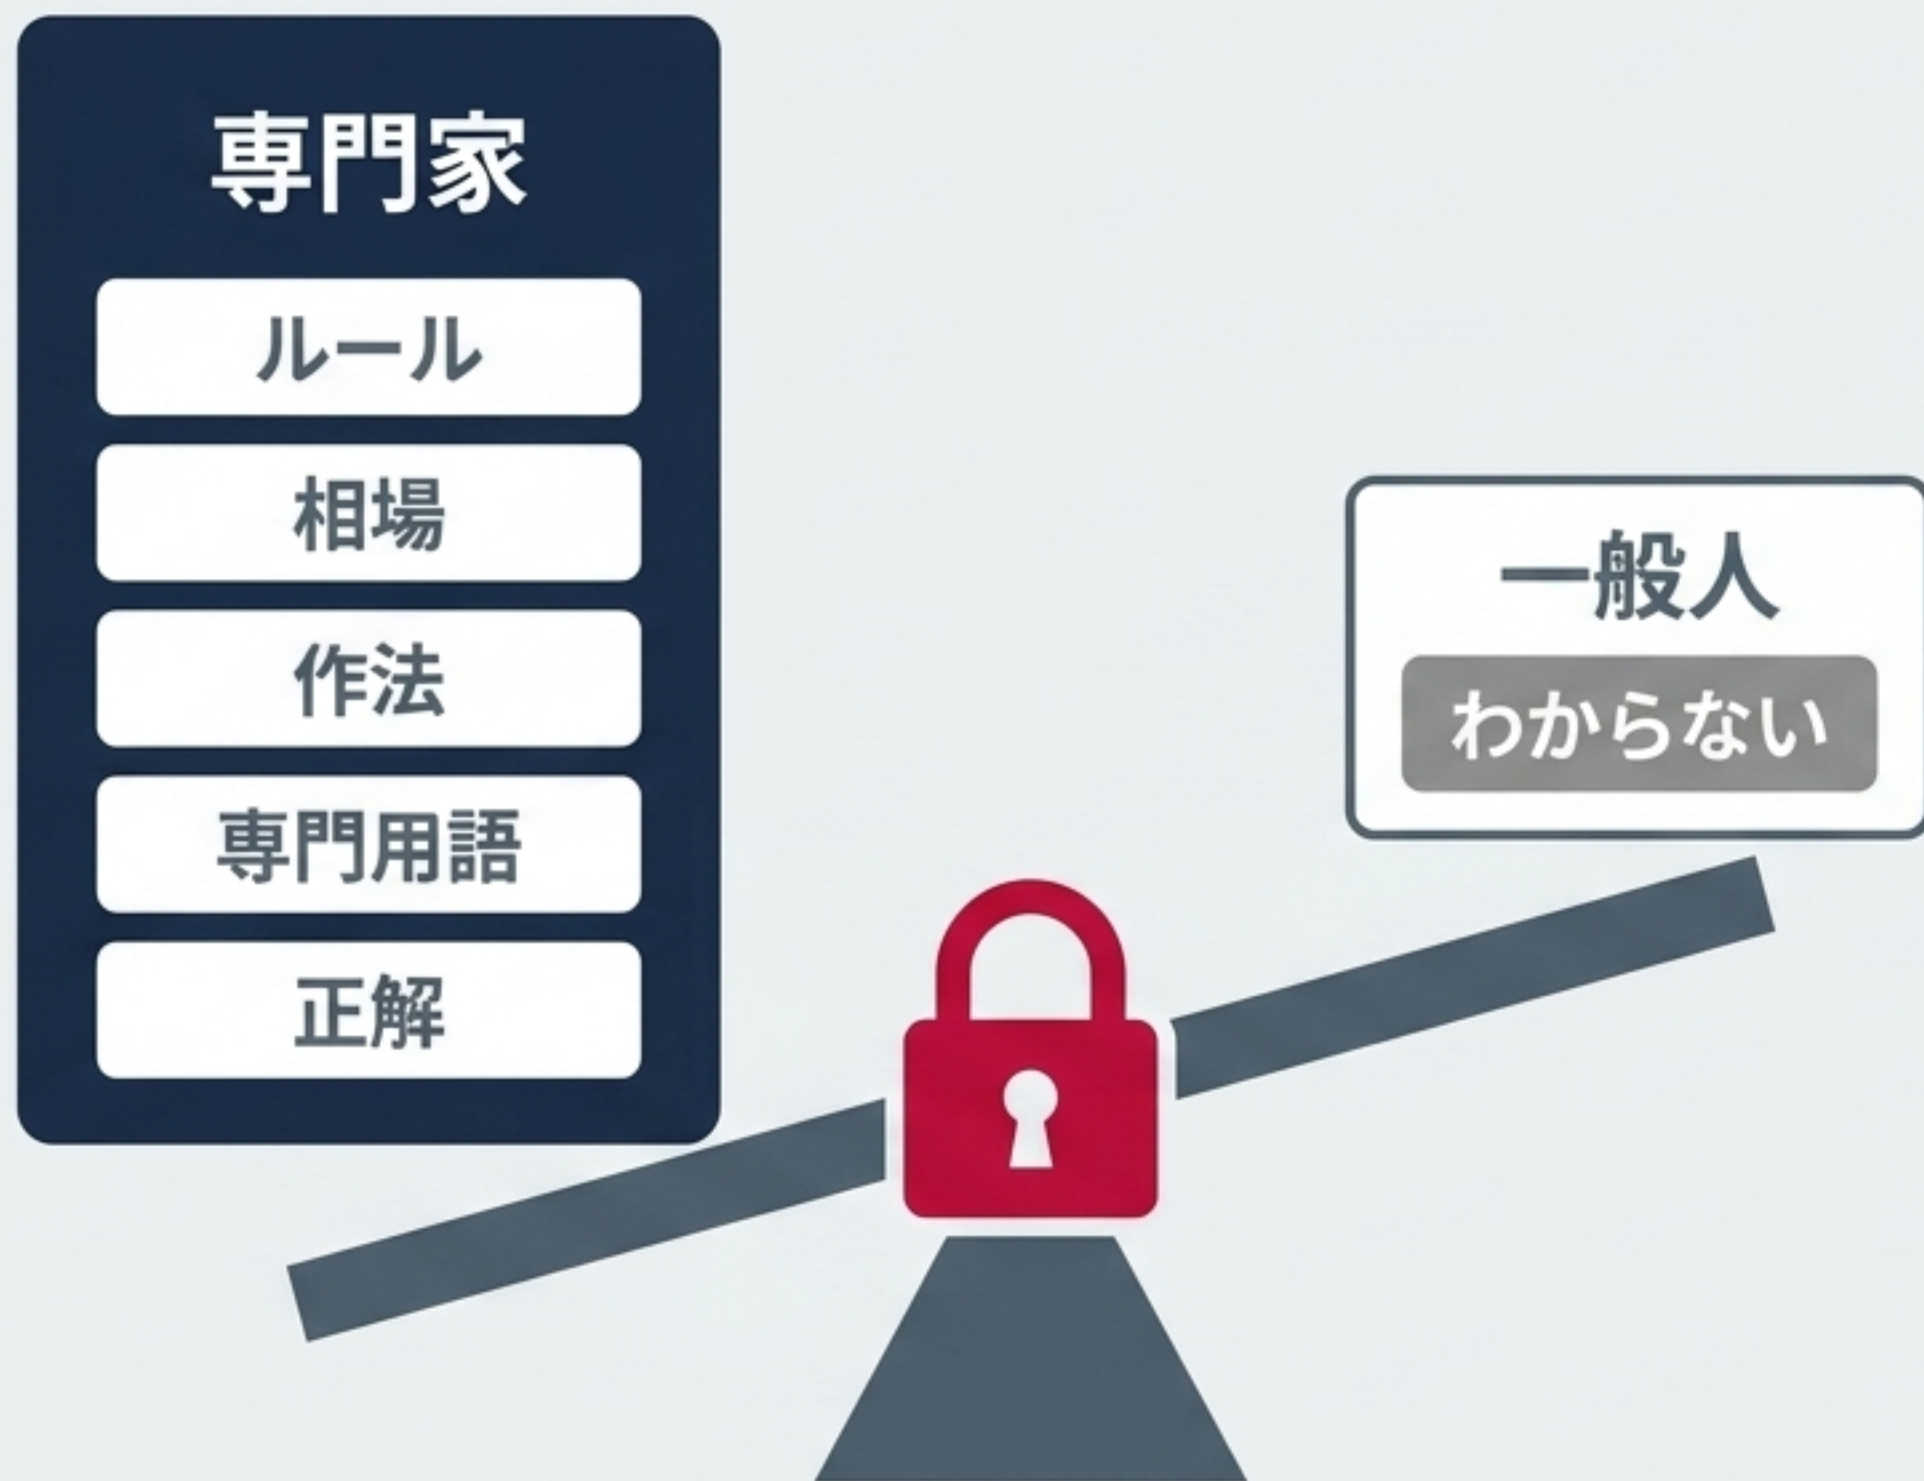 専門家
ルール
相場
作法
専門用語
正解
一般人
わからない